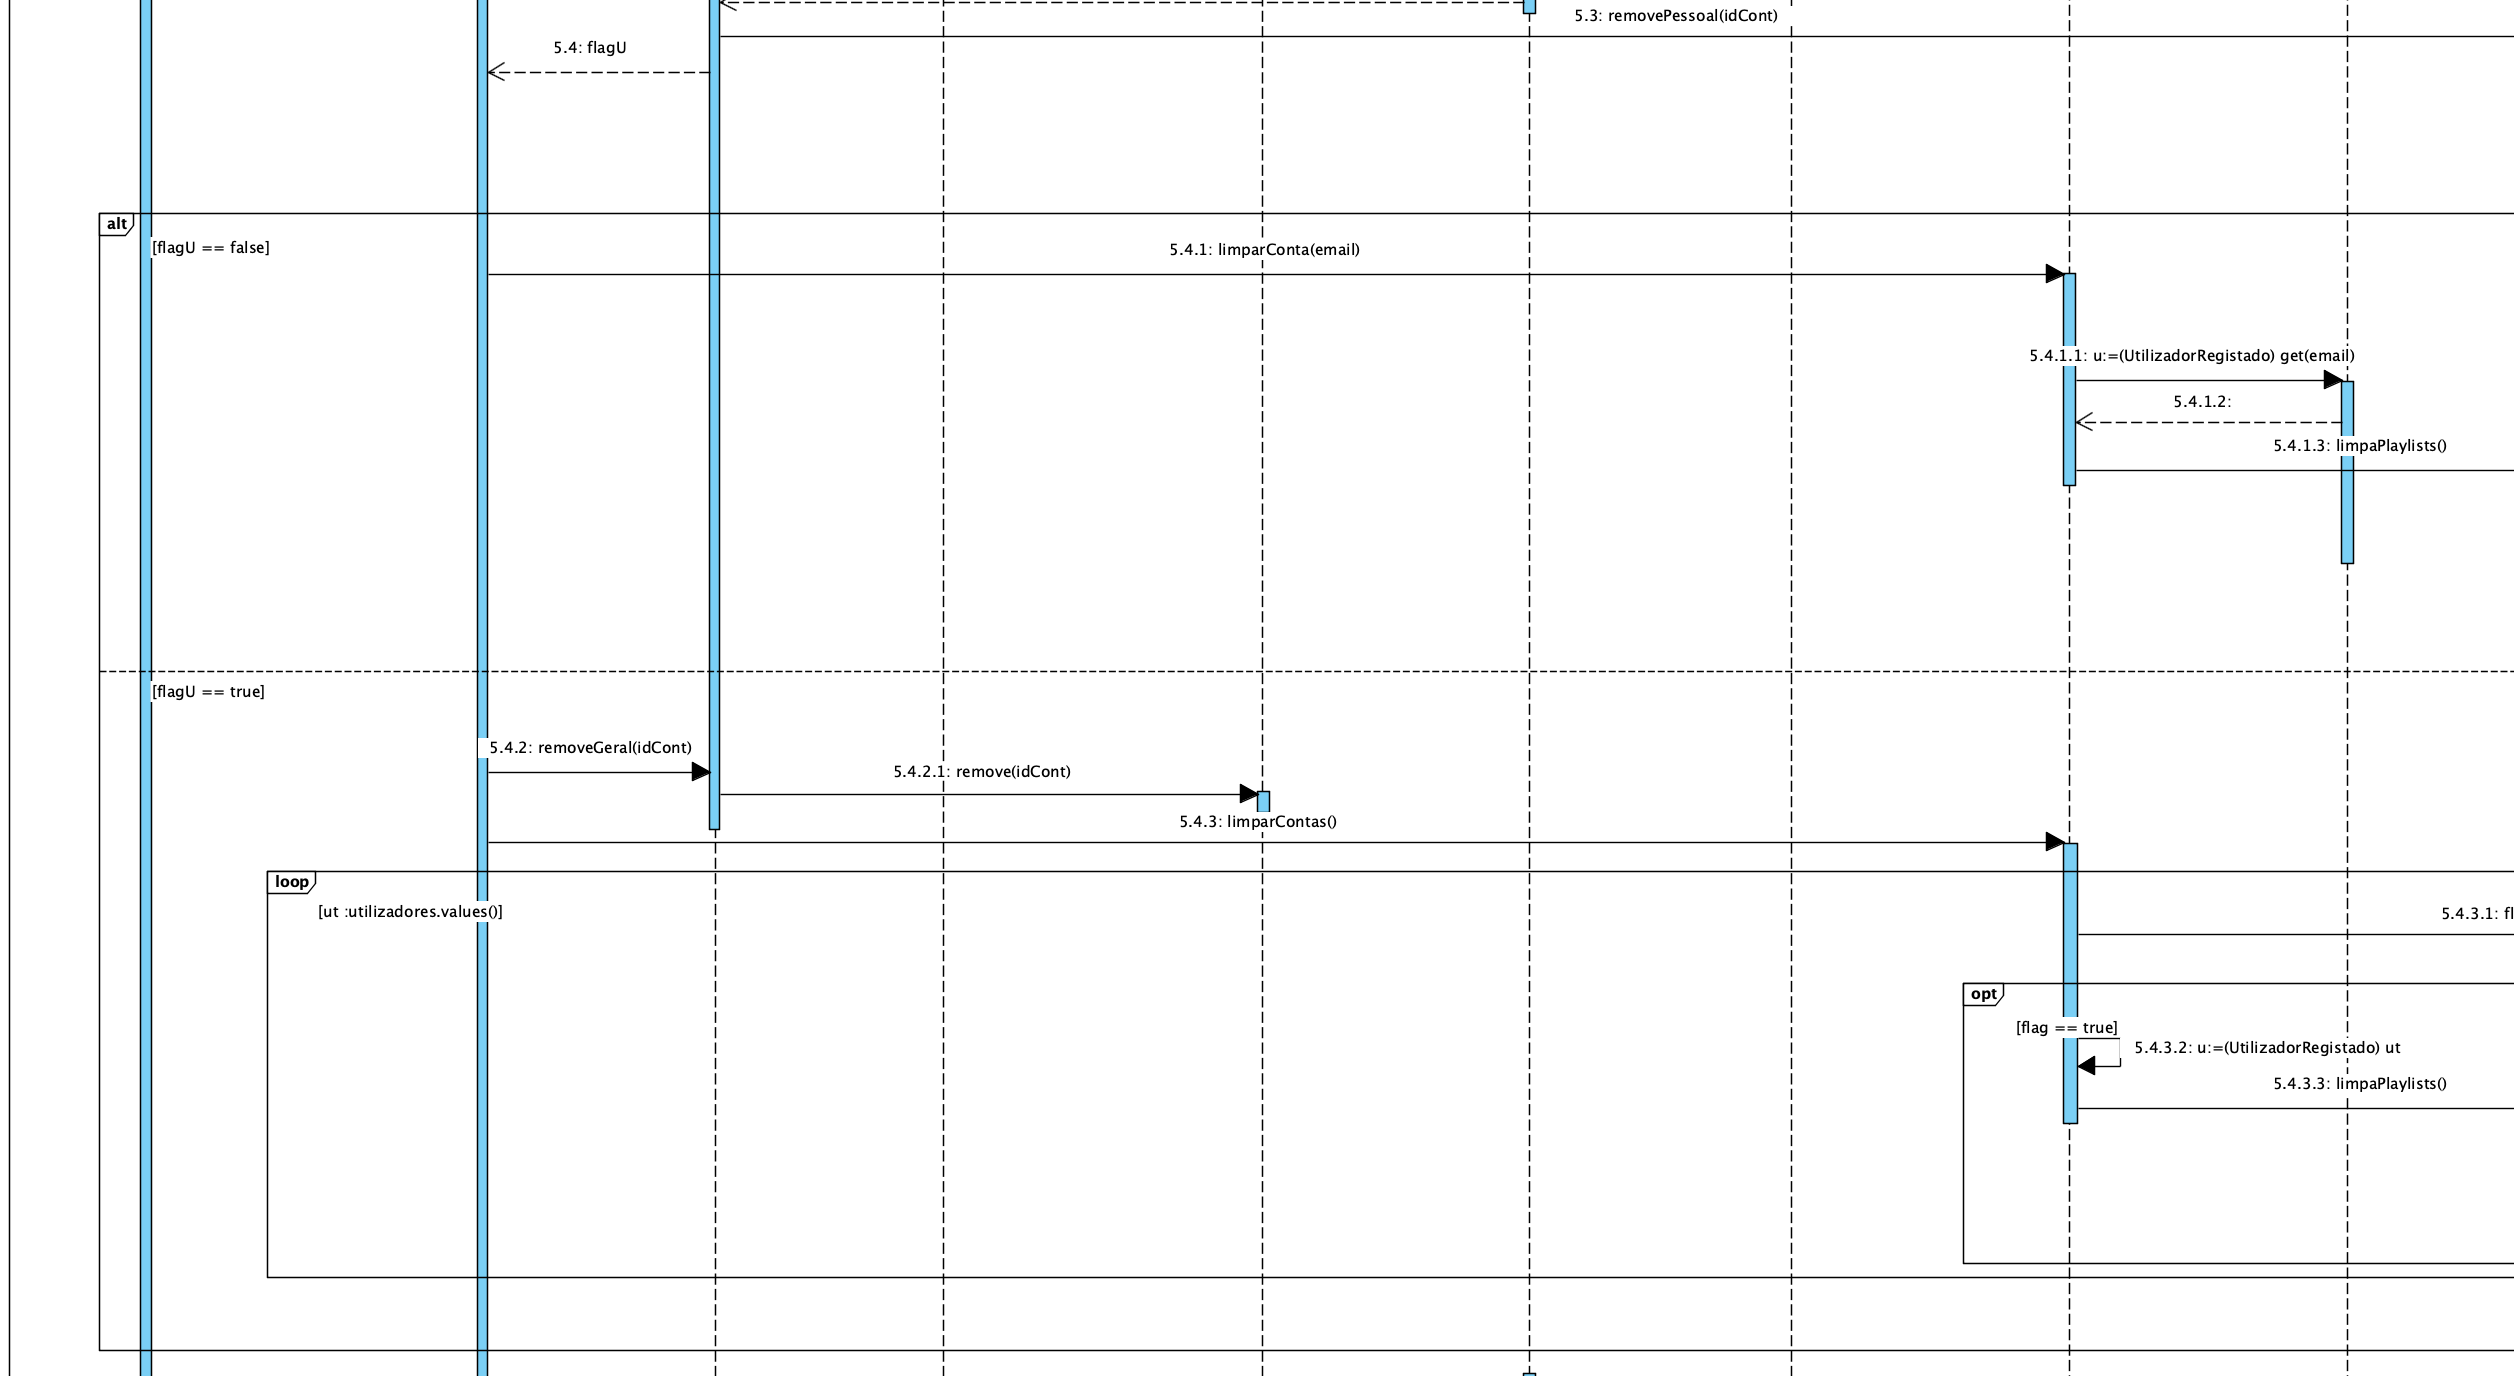 5.3: removePessoal(idCont)
5.4: flagU
alt
[flagU == false]
5.4.1: limparConta(email)
5.4.1.1: u:=(UtilizadorRegistado) get(email)
5.4.1.2:
5.4.1.3: limpaPlaylists()
[flagU == true]
5.4.2: removeGeral(idCont)
5.4.2.1: remove(idCont)
5.4.3: limparContas()
loop
[ut :utilizadores.values()]
5.4.3.1: fl
opt
[flag == true]
5.4.3.2: u:=(UtilizadorRegistado) ut
5.4.3.3: limpaPlaylists()